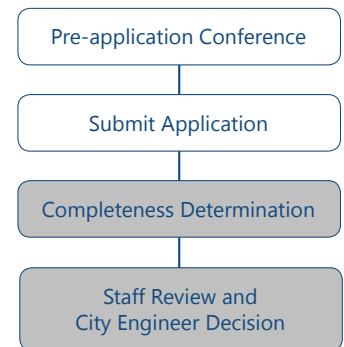 Pre-application Conference
Submit Application
Completeness Determination
Staff Review and
City Engineer Decision